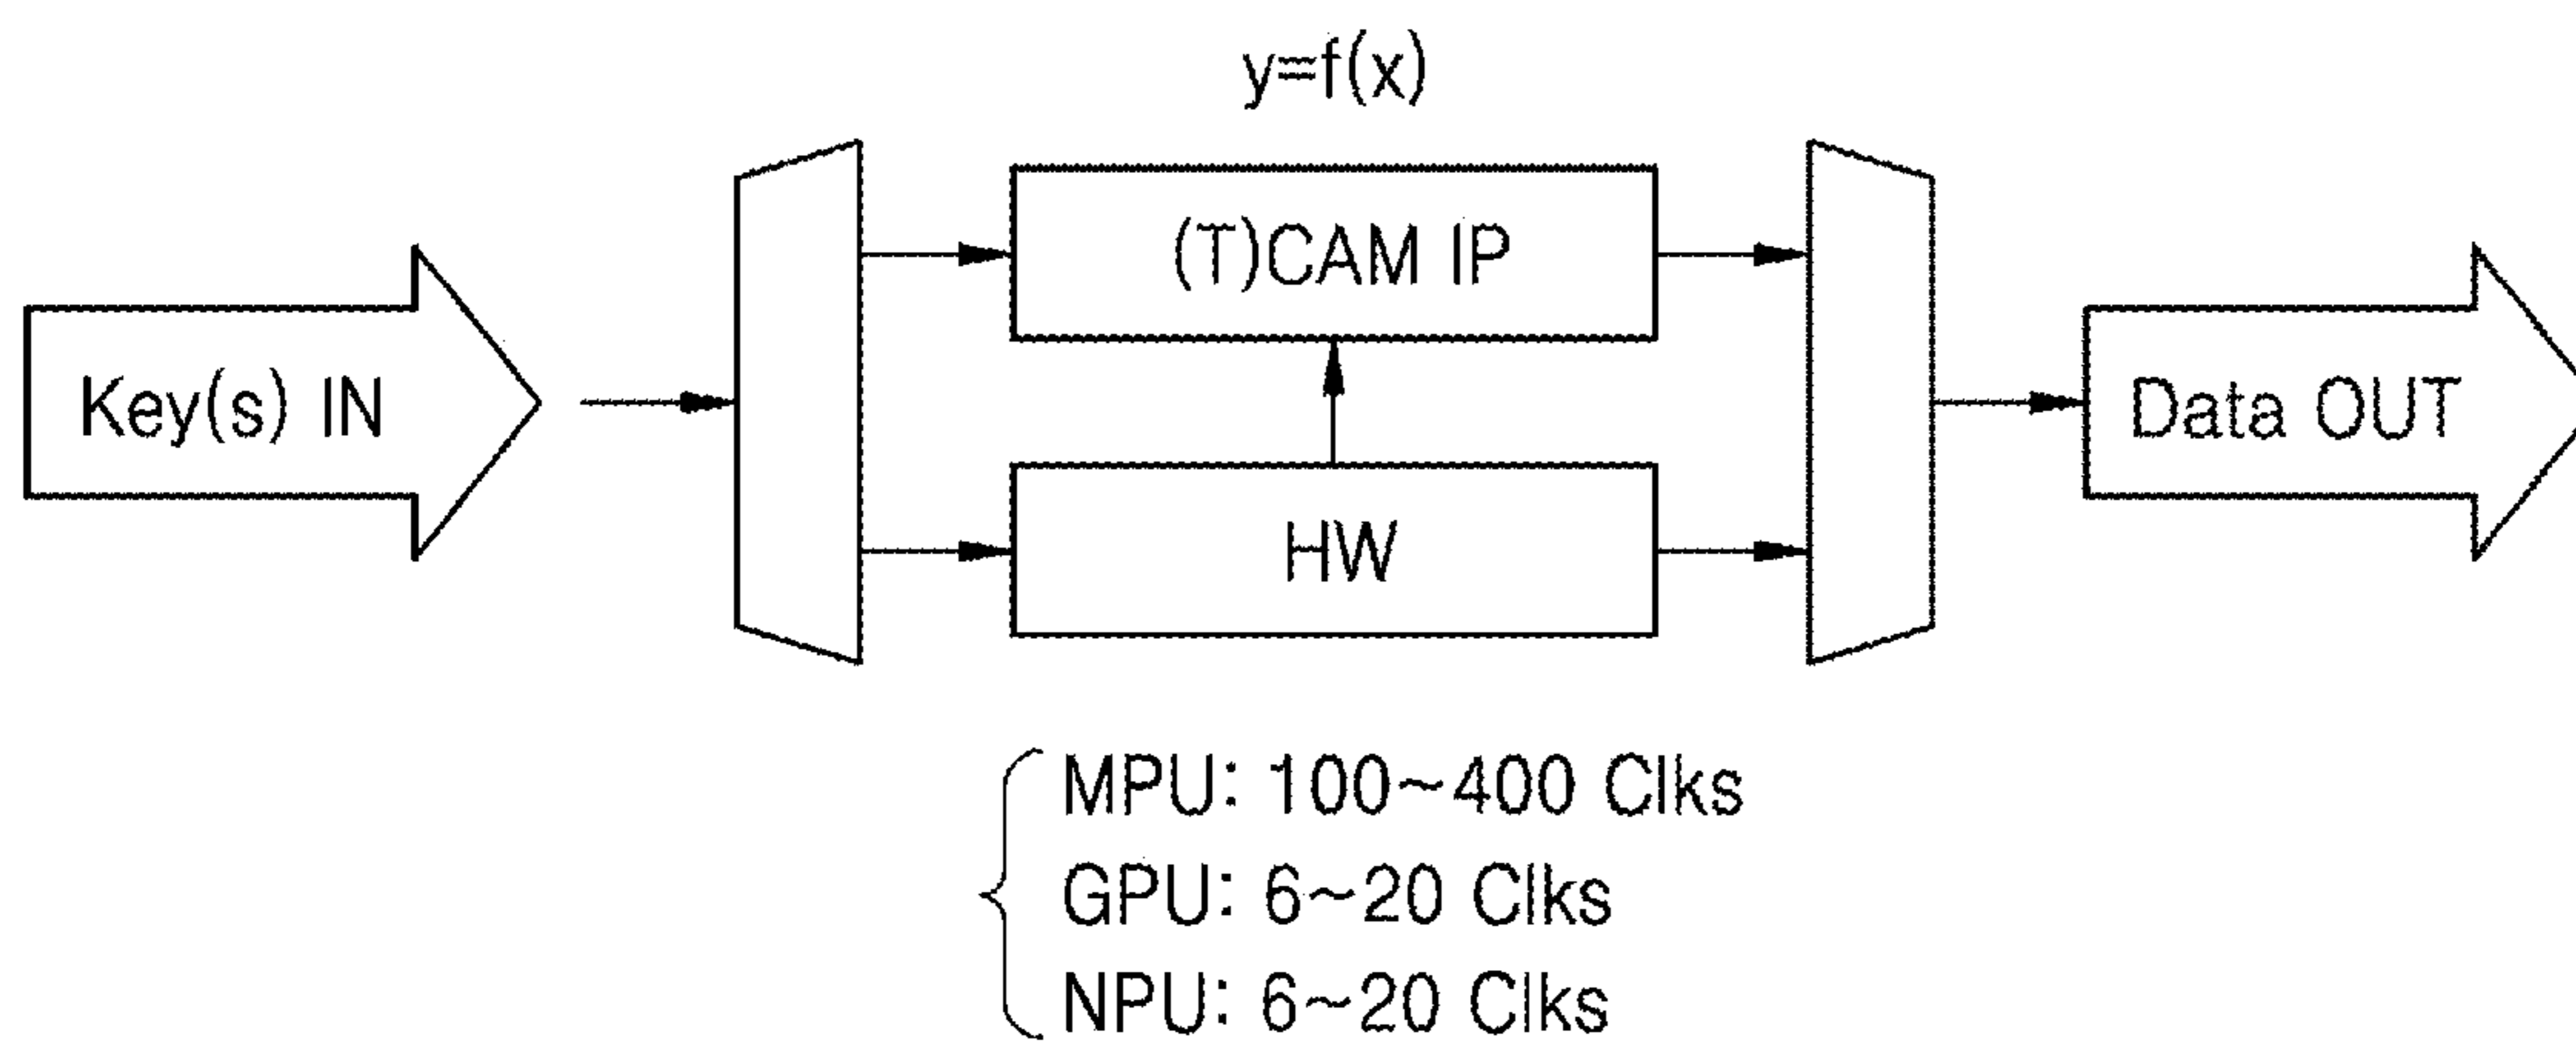 y=f(x)
(T)CAM IP
Key(s) IN
Data OUT
HW
MPU: 100~400 Clks
GPU: 6~20 Clks
NPU: 6~20 Clks